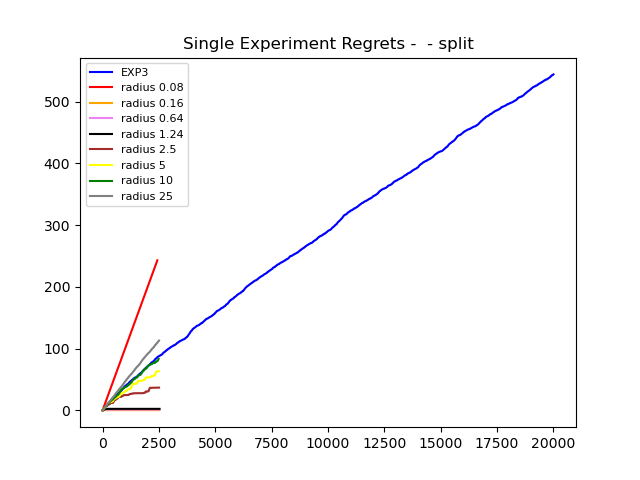 Single Experiment Regrets -  - split
EXP3
radius 0.08
radius 0.16
radius 0.64
radius 1.24
radius 2.5
radius 5
radius 10
radius 25
500
400
300
200
100
0
0 2500 5000 7500 10000 12500 15000 17500 20000